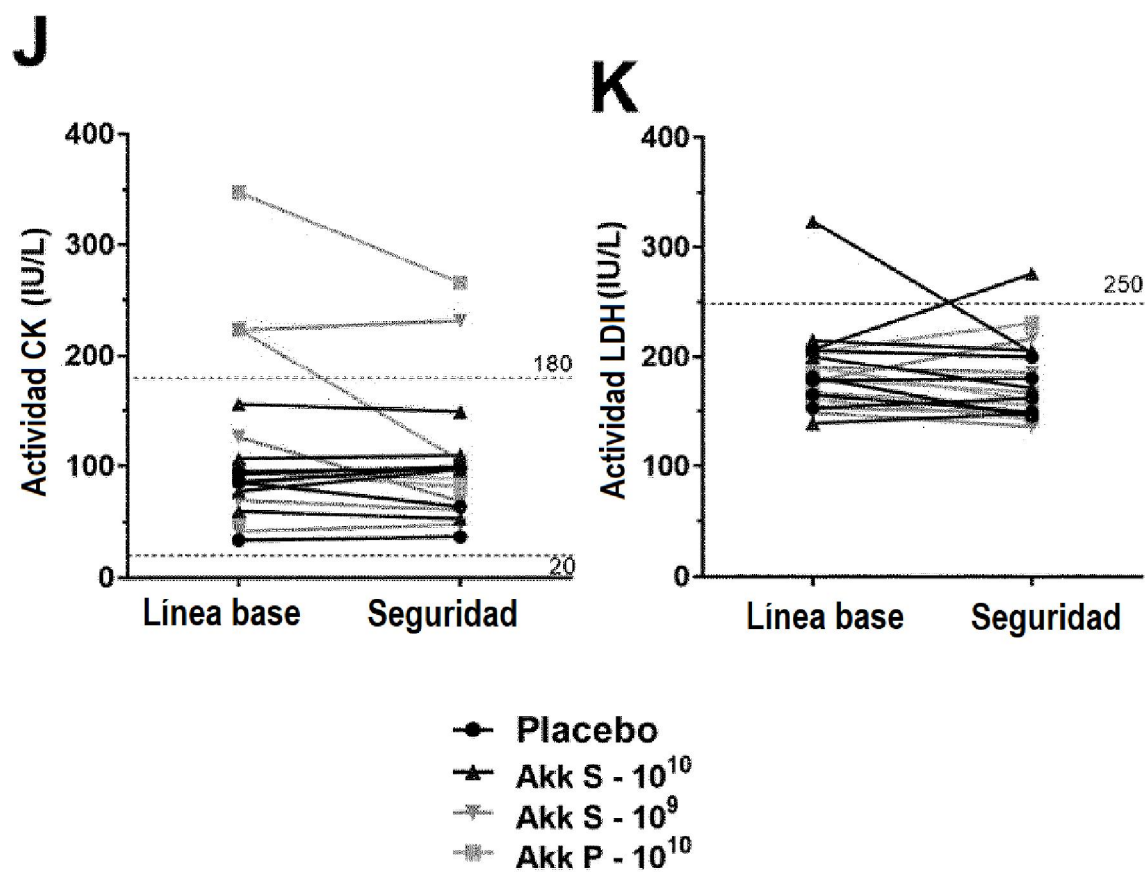 J
K
400
300
200
100
0
Actividad CK (IU/L)
180
20
Línea base
Seguridad
400
300
200
100
0
Actividad LDH (IU/L)
250
Línea base
Seguridad
Placebo
Akk S - 10¹⁰
Akk S - 10⁹
Akk P - 10¹⁰